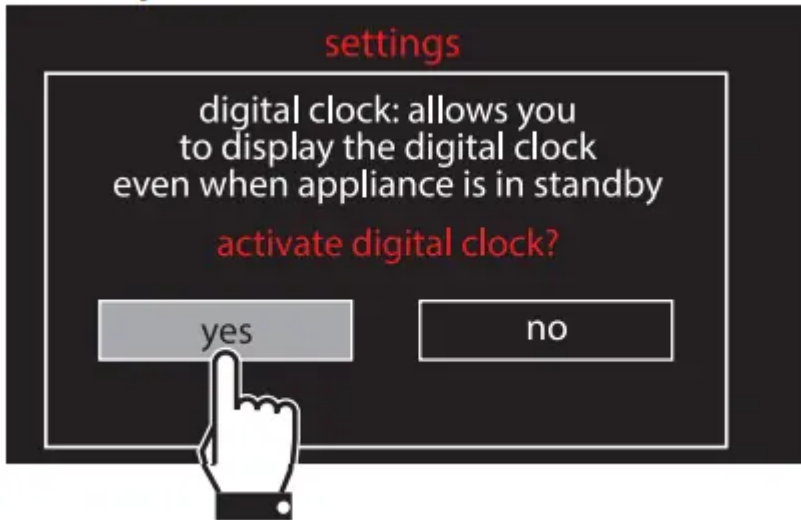 settings
digital clock: allows you
to display the digital clock
even when appliance is in standby
activate digital clock?
yes
no